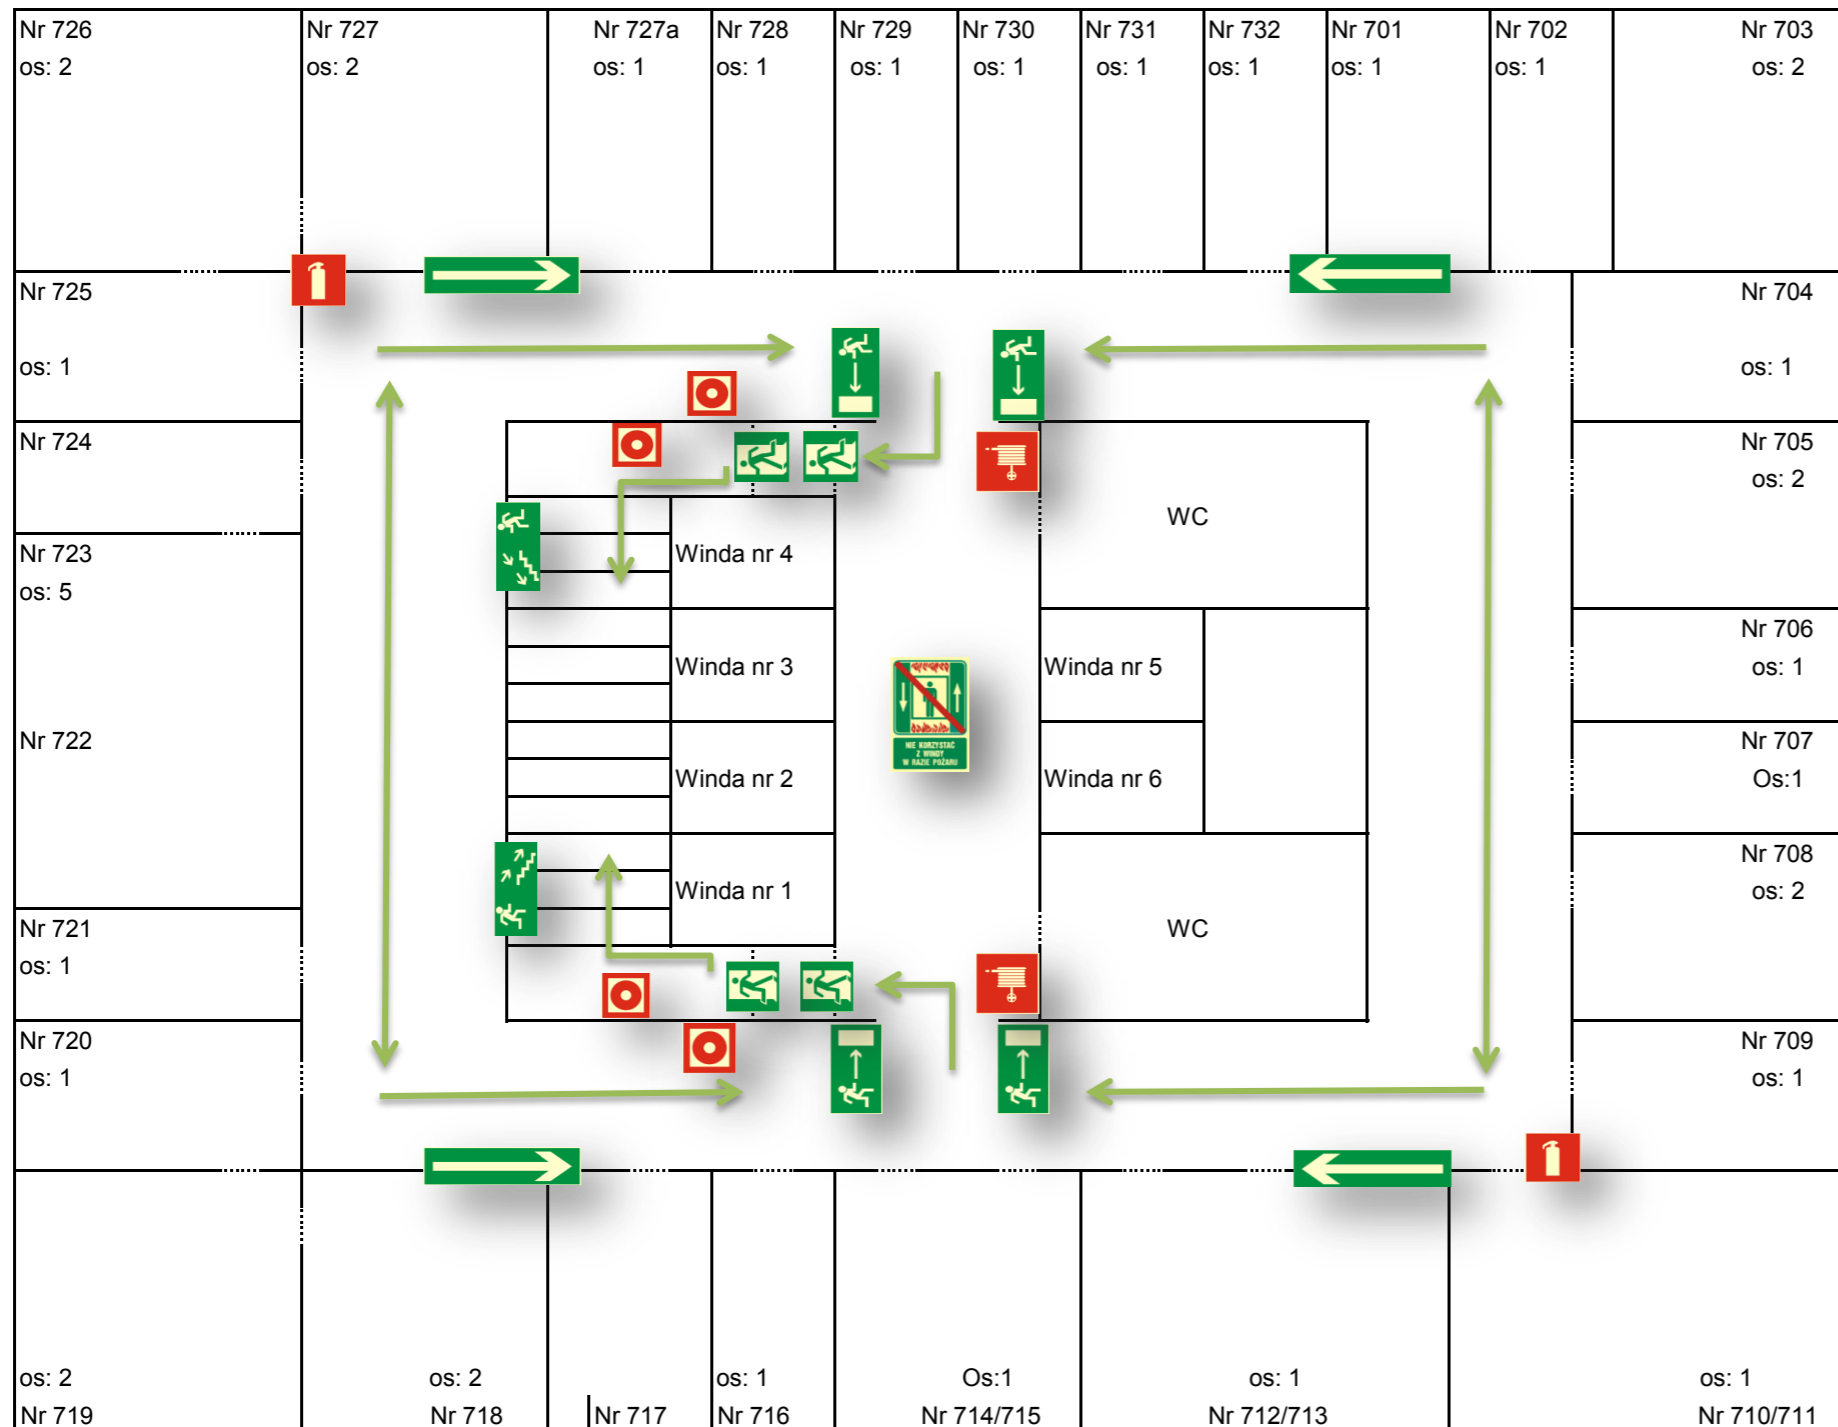 Nr 726 Nr 727 Nr 727a Nr 728 Nr 729 Nr 730 Nr 731 Nr 732 Nr 701 Nr 702 Nr 703
os: 2 os: 2 os: 1 os: 1 os: 1 os: 1 os: 1 os: 1 os: 1 os: 1 os: 2
Nr 725 Nr 704
os: 1 os: 1
Nr 724 Nr 705
os: 2
WC
Nr 723 Winda nr 4
os: 5
Nr 706
Winda nr 3 Winda nr 5 os: 1
Nr 722 Nr 707
NIE KORZYSTAĆ
Z WINDY
W RAZIE POŻARU
Winda nr 2 Winda nr 6 Os:1
Nr 708
Winda nr 1 os: 2
Nr 721 WC
os: 1
Nr 720 Nr 709
os: 1 os: 1
os: 2 os: 2 os: 1 Os:1 os: 1 os: 1
Nr 719 Nr 718 Nr 717 Nr 716 Nr 714/715 Nr 712/713 Nr 710/711